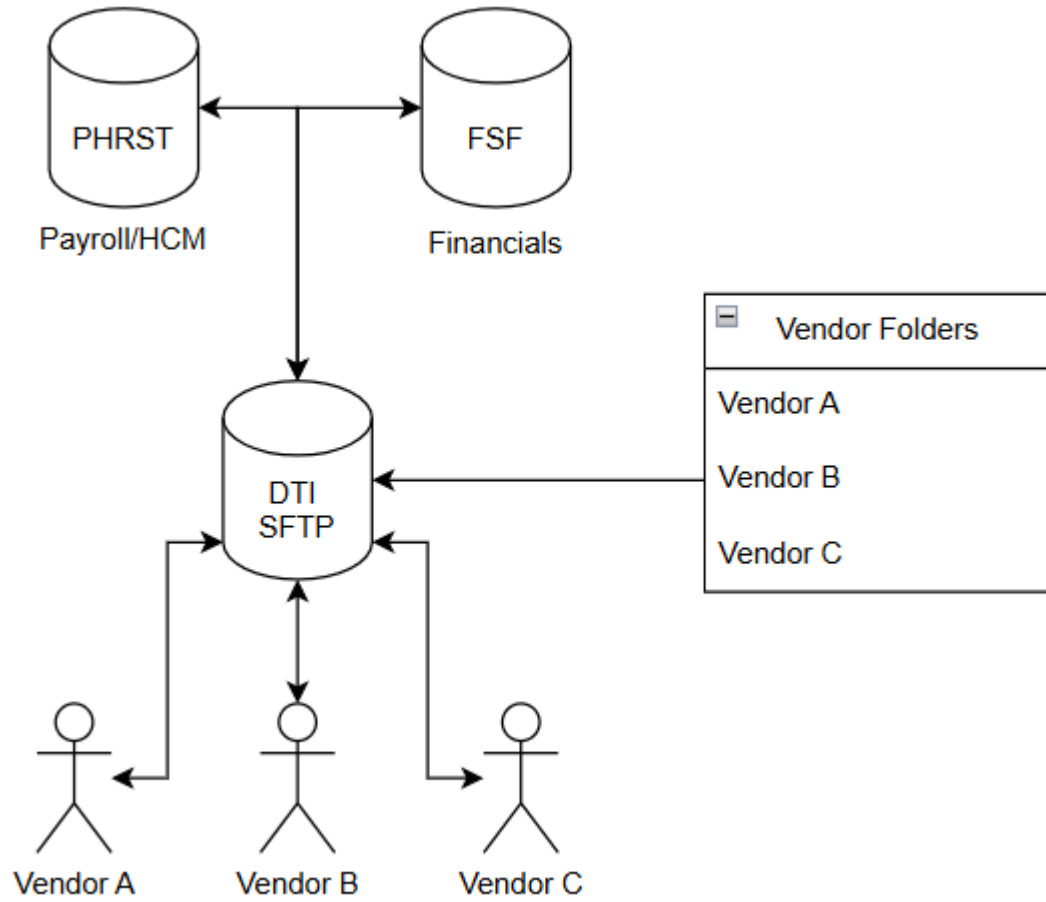 PHRST
FSF
Payroll/HCM
Financials
Vendor Folders
Vendor A
Vendor B
Vendor C
DTI
SFTP
Vendor A
Vendor B
Vendor C